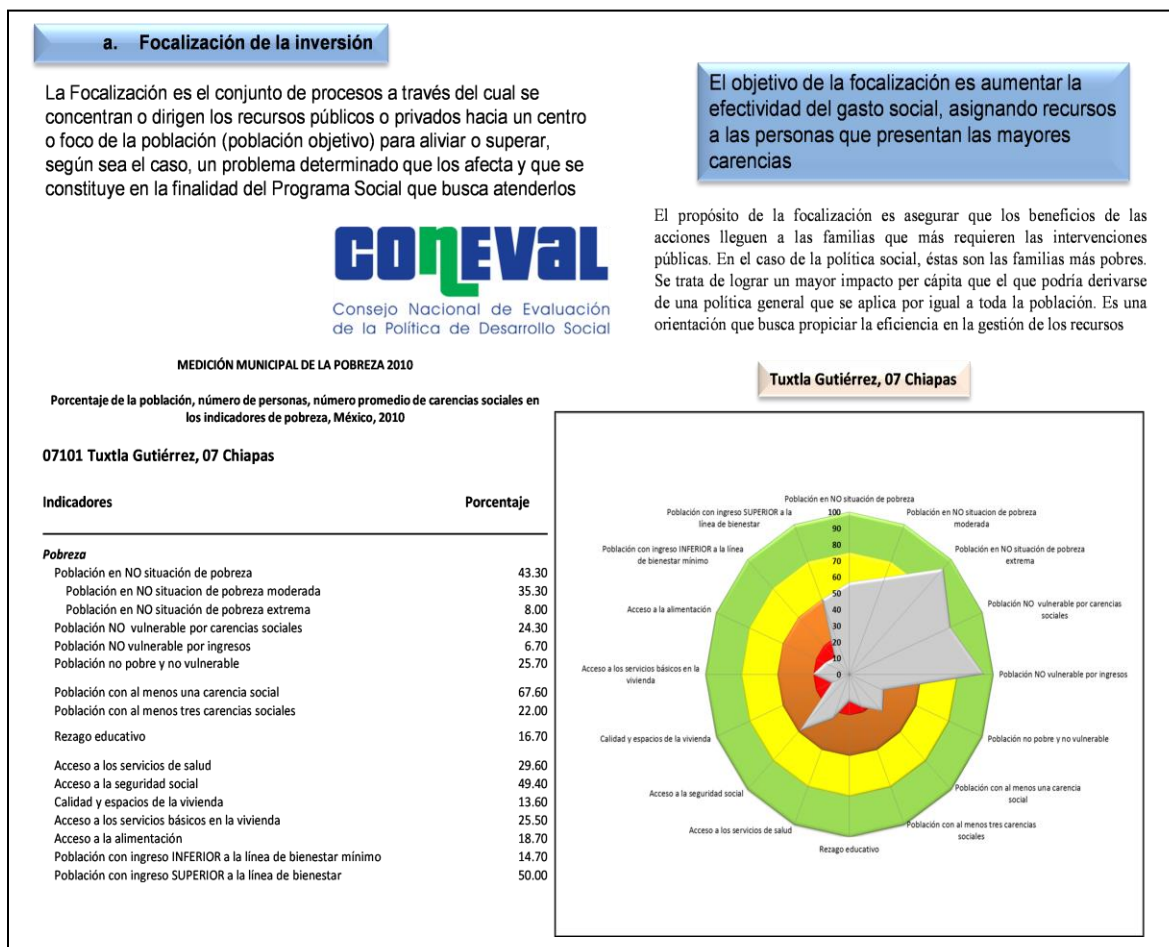 a. Focalización de la inversión
La Focalización es el conjunto de procesos a través del cual se
concentran o dirigen los recursos públicos o privados hacia un centro
o foco de la población (población objetivo) para aliviar o superar,
según sea el caso, un problema determinado que los afecta y que se
constituye en la finalidad del Programa Social que busca atenderlos
El objetivo de la focalización es aumentar la
efectividad del gasto social, asignando recursos
a las personas que presentan las mayores
carencias
El propósito de la focalización es asegurar que los beneficios de las
acciones lleguen a las familias que más requieren las intervenciones
públicas. En el caso de la política social, éstas son las familias más pobres.
Se trata de lograr un mayor impacto per cápita que el que podría derivarse
de una política general que se aplica por igual a toda la población. Es una
orientación que busca propiciar la eficiencia en la gestión de los recursos
CONEVAL
Consejo Nacional de Evaluación
de la Política de Desarrollo Social
MEDICIÓN MUNICIPAL DE LA POBREZA 2010
Porcentaje de la población, número de personas, número promedio de carencias sociales en
los indicadores de pobreza, México, 2010
07101 Tuxtla Gutiérrez, 07 Chiapas
Indicadores Porcentaje
Pobreza
Población en NO situación de pobreza 43.30
Población en NO situacion de pobreza moderada 35.30
Población en NO situación de pobreza extrema 8.00
Población NO vulnerable por carencias sociales 24.30
Población NO vulnerable por ingresos 6.70
Población no pobre y no vulnerable 25.70
Población con al menos una carencia social 67.60
Población con al menos tres carencias sociales 22.00
Rezago educativo 16.70
Acceso a los servicios de salud 29.60
Acceso a la seguridad social 49.40
Calidad y espacios de la vivienda 13.60
Acceso a los servicios básicos en la vivienda 25.50
Acceso a la alimentación 18.70
Población con ingreso INFERIOR a la línea de bienestar mínimo 14.70
Población con ingreso SUPERIOR a la línea de bienestar 50.00
Tuxtla Gutiérrez, 07 Chiapas
Población en NO situación de pobreza
Población en NO situacion de pobreza
moderada
Población en NO situación de pobreza
extrema
Población NO vulnerable por carencias
sociales
Población NO vulnerable por ingresos
Población no pobre y no vulnerable
Población con al menos una carencia
social
Población con al menos tres carencias
sociales
Rezago educativo
Acceso a los servicios de salud
Acceso a la seguridad social
Calidad y espacios de la vivienda
Acceso a los servicios básicos en la
vivienda
Acceso a la alimentación
Población con ingreso INFERIOR a la línea
de bienestar mínimo
Población con ingreso SUPERIOR a la
línea de bienestar
100
90
80
70
60
50
40
30
20
10
0